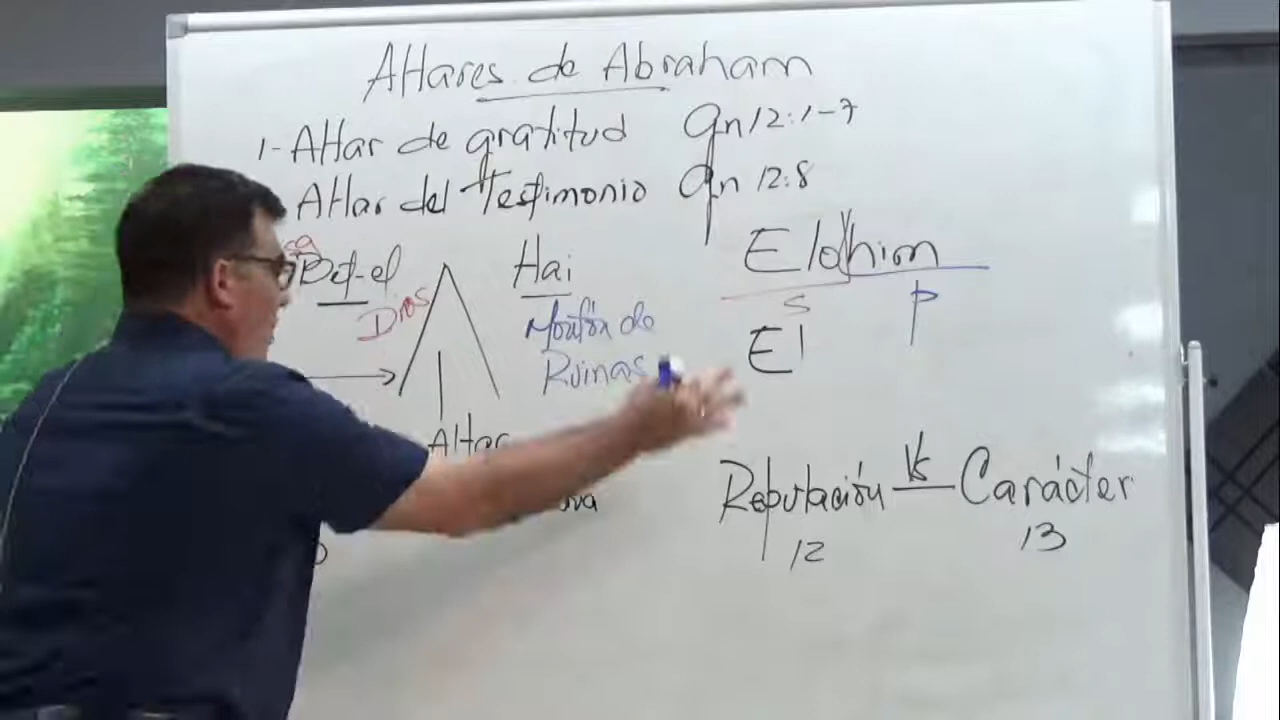 Altares de Abraham
1- Altar de gratitud Gn 12:1-7
Altar del Testimonio Gn 12:8
Bet-el Hai
Dios Montón de
Ruinas
Elohim
S P
El
Altar
Reputación Vs Carácter
12 13